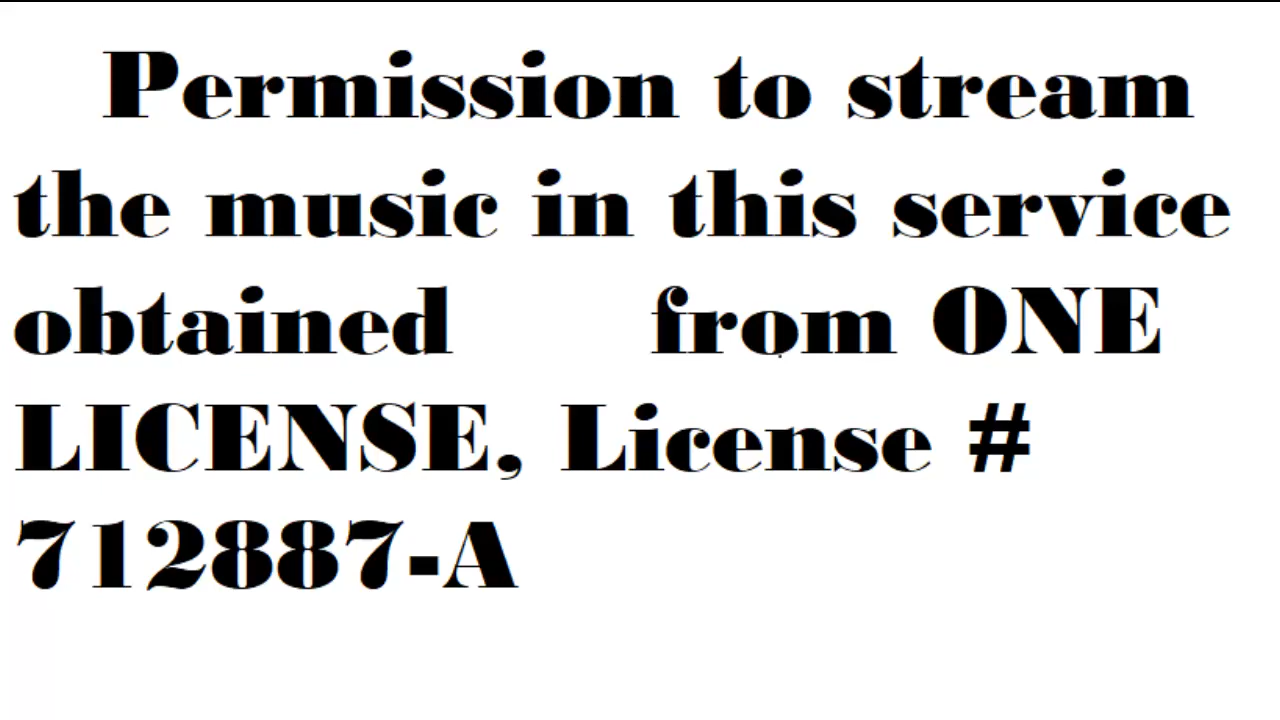 Permission to stream
the music in this service
obtained from ONE
LICENSE, License #
712887-A